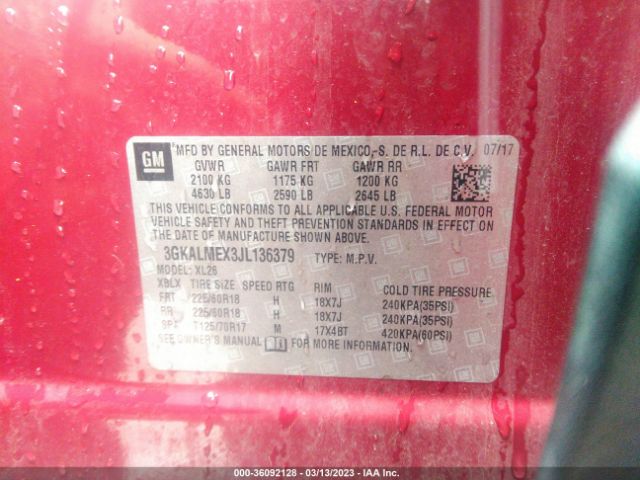 GM
MFD BY GENERAL MOTORS DE MEXICO, S. DE R.L. DE C.V. 07/17
GVWR GAWR FRT GAWR RR
2100 KG 1175 KG 1200 KG
4630 LB 2590 LB 2645 LB
THIS VEHICLE CONFORMS TO ALL APPLICABLE U.S. FEDERAL MOTOR
VEHICLE SAFETY AND THEFT PREVENTION STANDARDS IN EFFECT
ON THE DATE OF MANUFACTURE SHOWN ABOVE.
3GKALMEX3JL136379 TYPE: M.P.V.
MODEL: XL26
XBLX TIRE SIZE SPEED RTG RIM COLD TIRE PRESSURE
FRT 225/60R18 H 18X7J 240KPA(35PSI)
RR 225/60R18 H 18X7J 240KPA(35PSI)
SPA T125/70R17 M 17X4BT 420KPA(60PSI)
SEE OWNER'S MANUAL FOR MORE INFORMATION
000-36092128 - 03/13/2023 - IAA Inc.